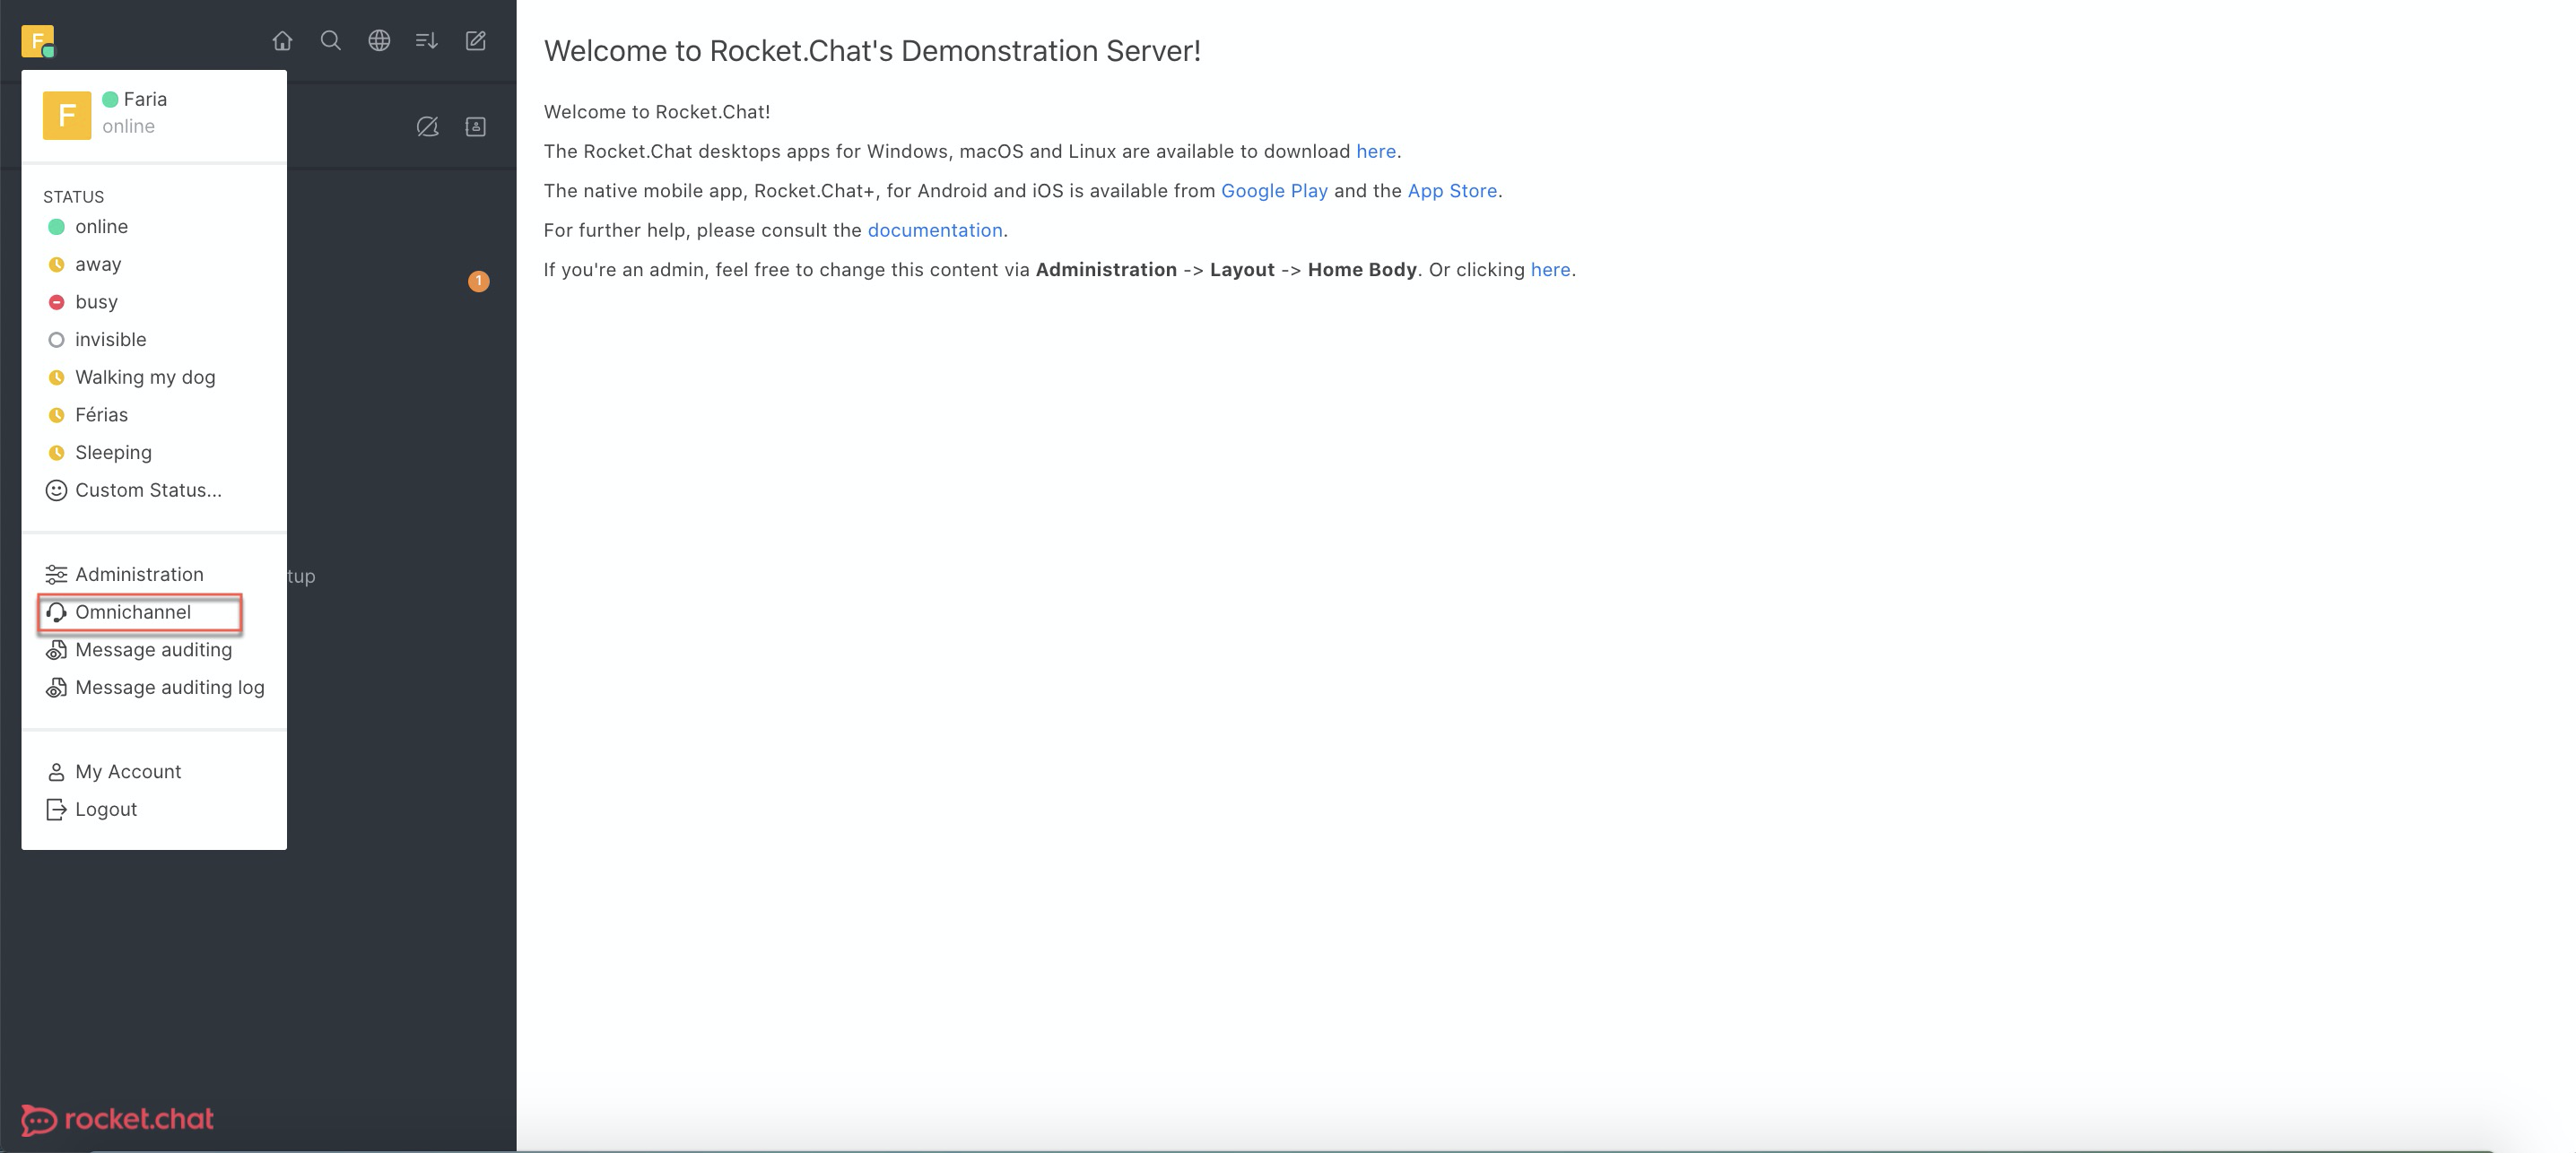 F
F
Faria
online
STATUS
online
away
busy
invisible
Walking my dog
Férias
Sleeping
Custom Status...
Administration
Omnichannel
Message auditing
Message auditing log
My Account
Logout
1
tup
rocket.chat
Welcome to Rocket.Chat's Demonstration Server!
Welcome to Rocket.Chat!
The Rocket.Chat desktops apps for Windows, macOS and Linux are available to download here.
The native mobile app, Rocket.Chat+, for Android and iOS is available from Google Play and the App Store.
For further help, please consult the documentation.
If you're an admin, feel free to change this content via Administration -> Layout -> Home Body. Or clicking here.